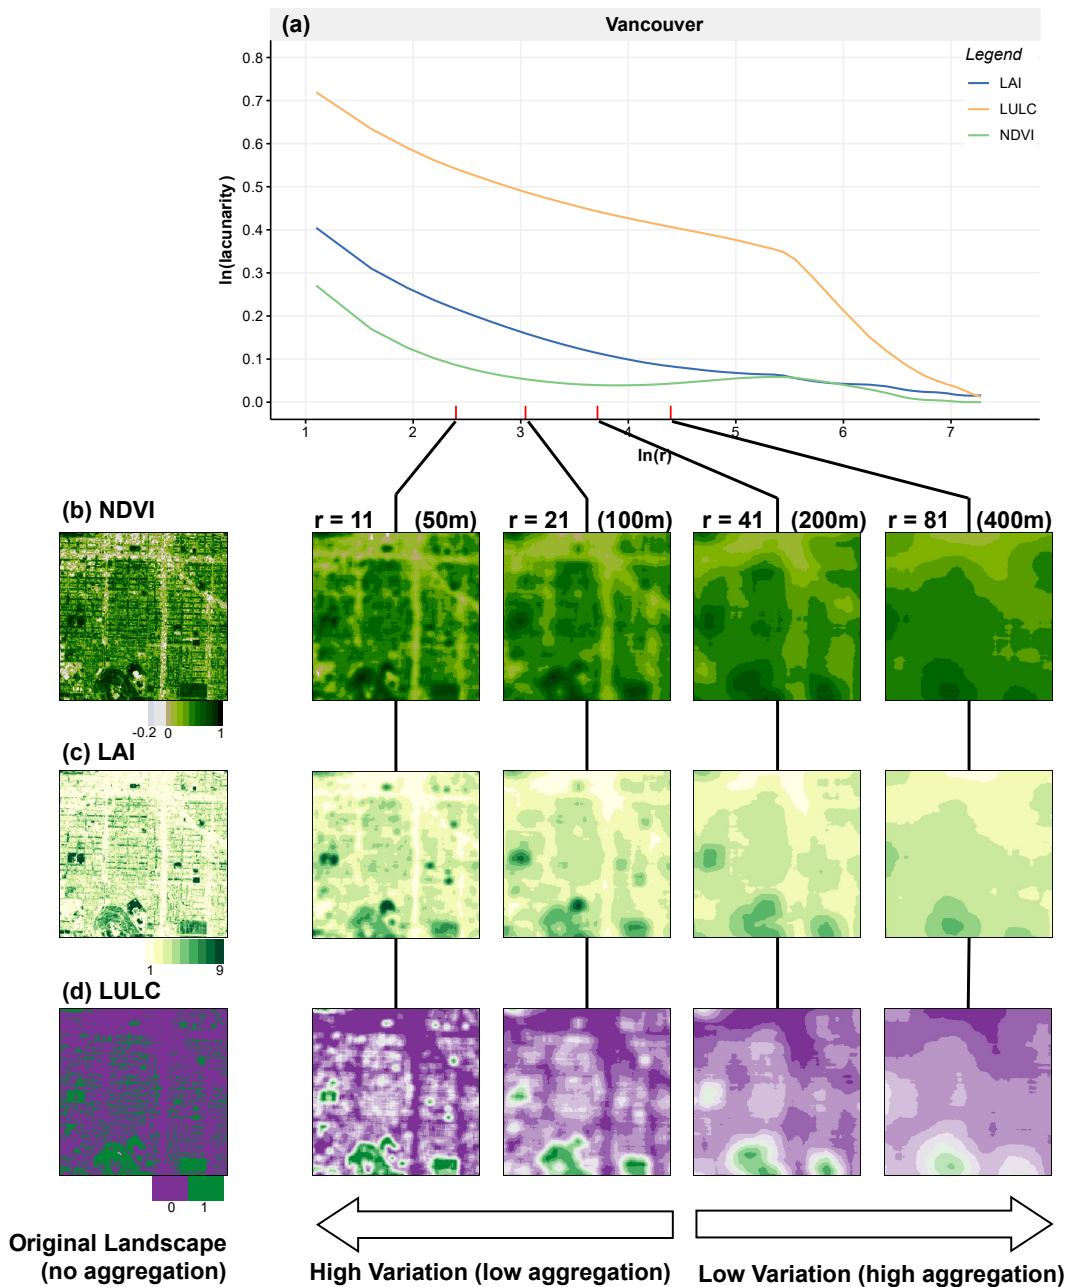 (a)
Vancouver
Legend
LAI
LULC
NDVI
ln(lacunarity)
0.8
0.7
0.6
0.5
0.4
0.3
0.2
0.1
0.0
1 2 3 4 5 6 7
ln(r)
(b) NDVI
r = 11 (50m) r = 21 (100m) r = 41 (200m) r = 81 (400m)
-0.2 0 1
(c) LAI
1 9
(d) LULC
0 1
Original Landscape
(no aggregation)
High Variation (low aggregation)
Low Variation (high aggregation)